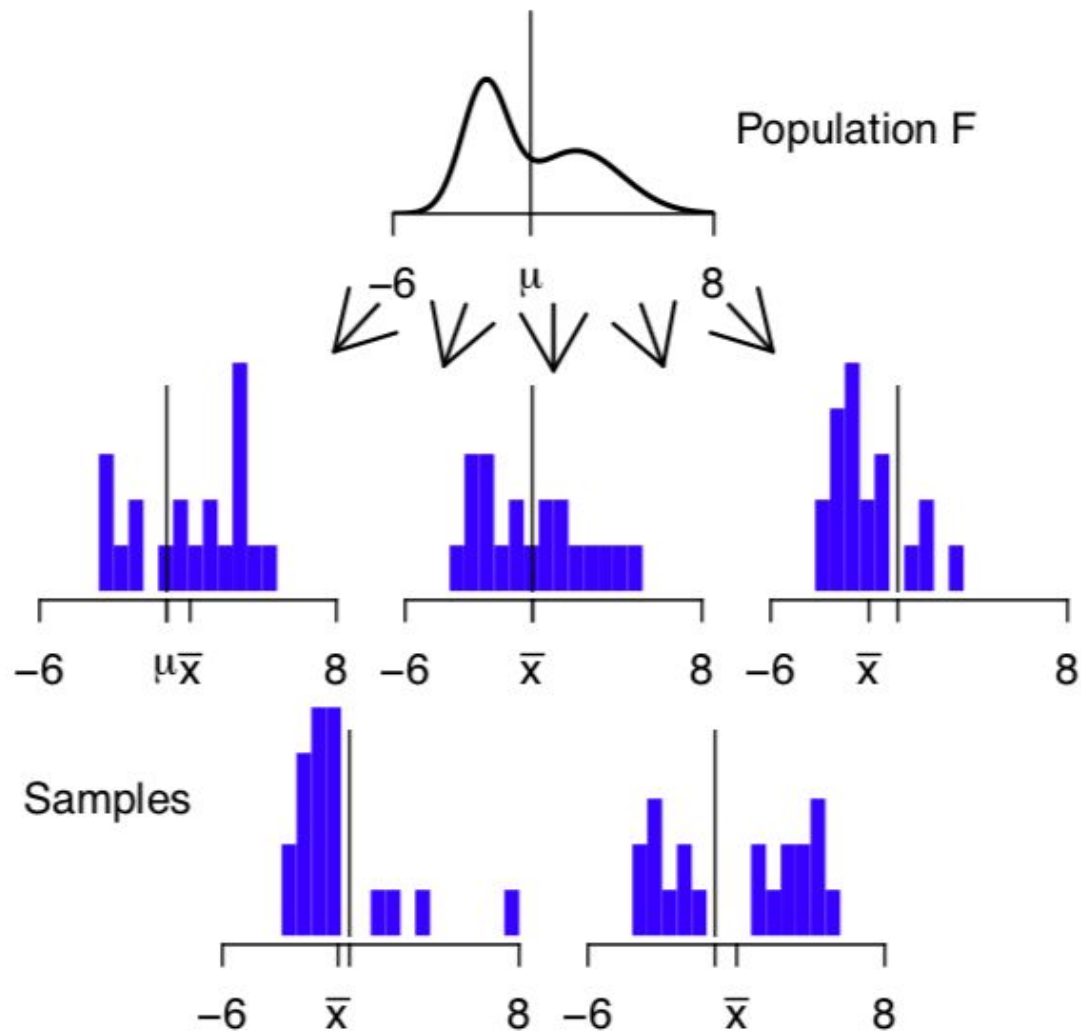 Population F
−6 μ 8
−6 μ x̄ 8
−6 x̄ 8
−6 x̄ 8
Samples
−6 x̄ 8
−6 x̄ 8